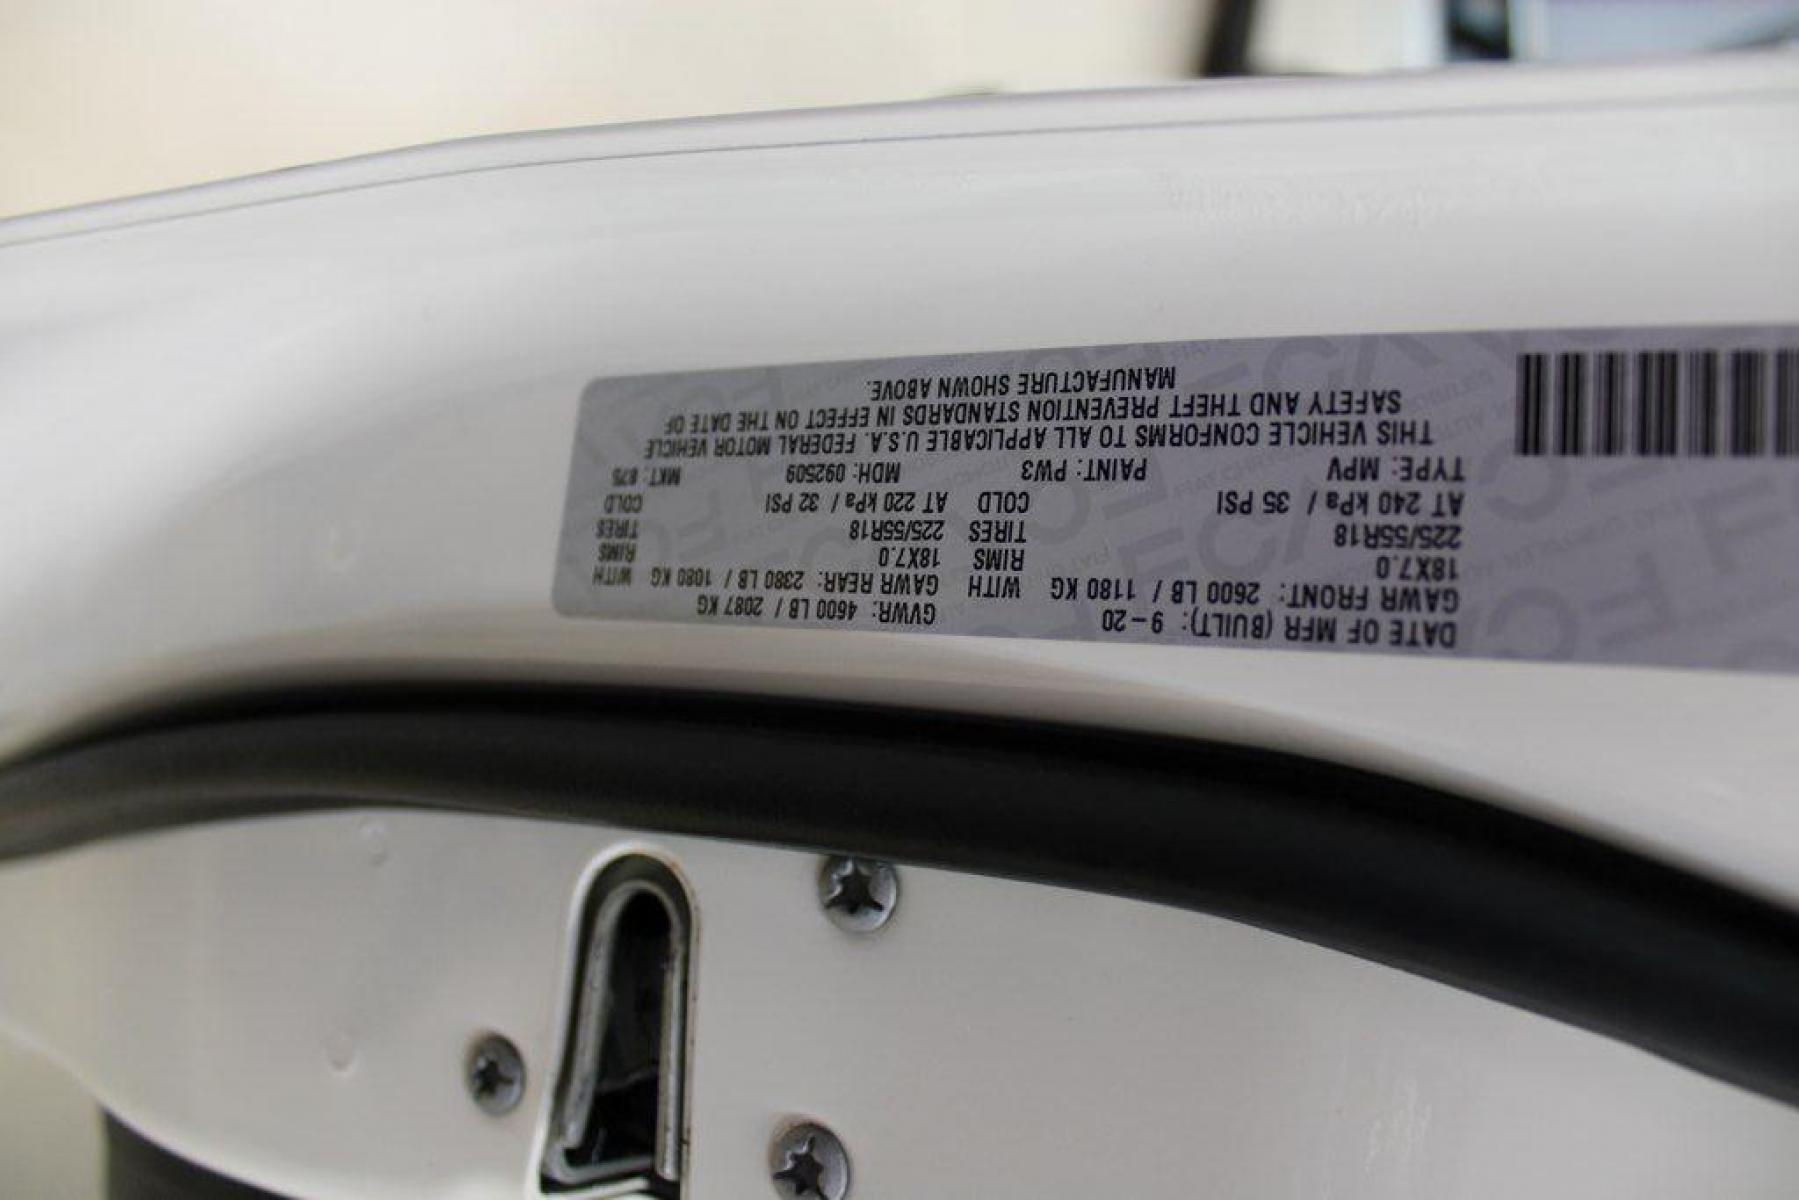 DATE OF MFR (BUILT): 9-20 GVWR: 4600 LB / 2087 KG
GAWR FRONT: 2600 LB / 1180 KG WITH GAWR REAR: 2380 LB / 1080 KG WITH
18X7.0 RIMS 18X7.0 RIMS
225/55R18 TIRES 225/55R18 TIRES
AT 240 kPa / 35 PSI COLD AT 220 kPa / 32 PSI COLD
TYPE: MPV PAINT: PW3 MDH: 092509 MKT: 875
THIS VEHICLE CONFORMS TO ALL APPLICABLE U.S.A. FEDERAL MOTOR VEHICLE
SAFETY AND THEFT PREVENTION STANDARDS IN EFFECT ON THE DATE OF
MANUFACTURE SHOWN ABOVE.